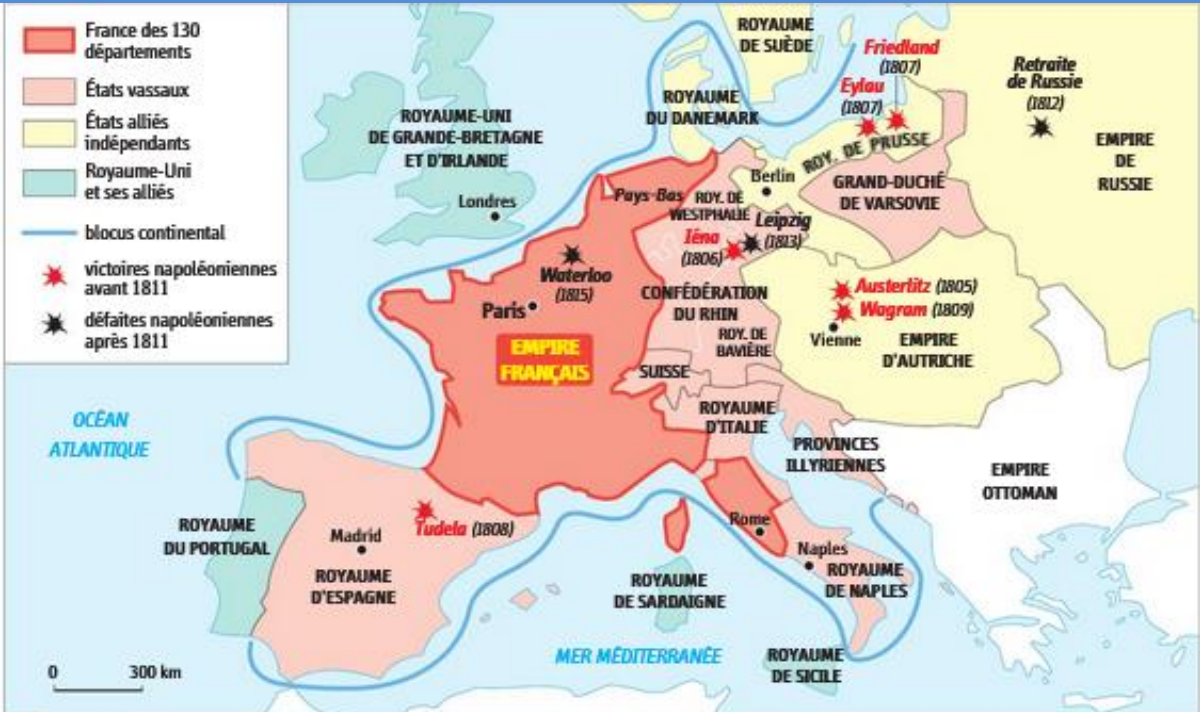 France des 130
départements
États vassaux
États alliés
indépendants
Royaume-Uni
et ses alliés
blocus continental
victoires napoléoniennes
avant 1811
défaites napoléoniennes
après 1811
ROYAUME
DE SUÈDE
Friedland
(1807)
Eylau
(1807)
Retraite
de Russie
(1812)
ROYAUME
DU DANEMARK
ROYAUME-UNI
DE GRANDE-BRETAGNE
ET D'IRLANDE
EMPIRE
DE
RUSSIE
ROY. DE PRUSSE
Berlin
GRAND-DUCHÉ
DE VARSOVIE
Londres
Pays-Bas
ROY. DE
WESTPHALIE
Leipzig
(1813)
Iéna
(1806)
Waterloo
(1815)
Paris
CONFÉDÉRATION
DU RHIN
Austerlitz (1805)
Wagram (1809)
ROY. DE
BAVIÈRE
Vienne
EMPIRE
D'AUTRICHE
EMPIRE
FRANÇAIS
SUISSE
OCÉAN
ATLANTIQUE
ROYAUME
D'ITALIE
PROVINCES
ILLYRIENNES
EMPIRE
OTTOMAN
ROYAUME
DU PORTUGAL
Madrid
Tudela (1808)
Rome
Naples
ROYAUME
D'ESPAGNE
ROYAUME
DE SARDAIGNE
ROYAUME
DE NAPLES
MER MÉDITERRANÉE
ROYAUME
DE SICILE
0 300 km